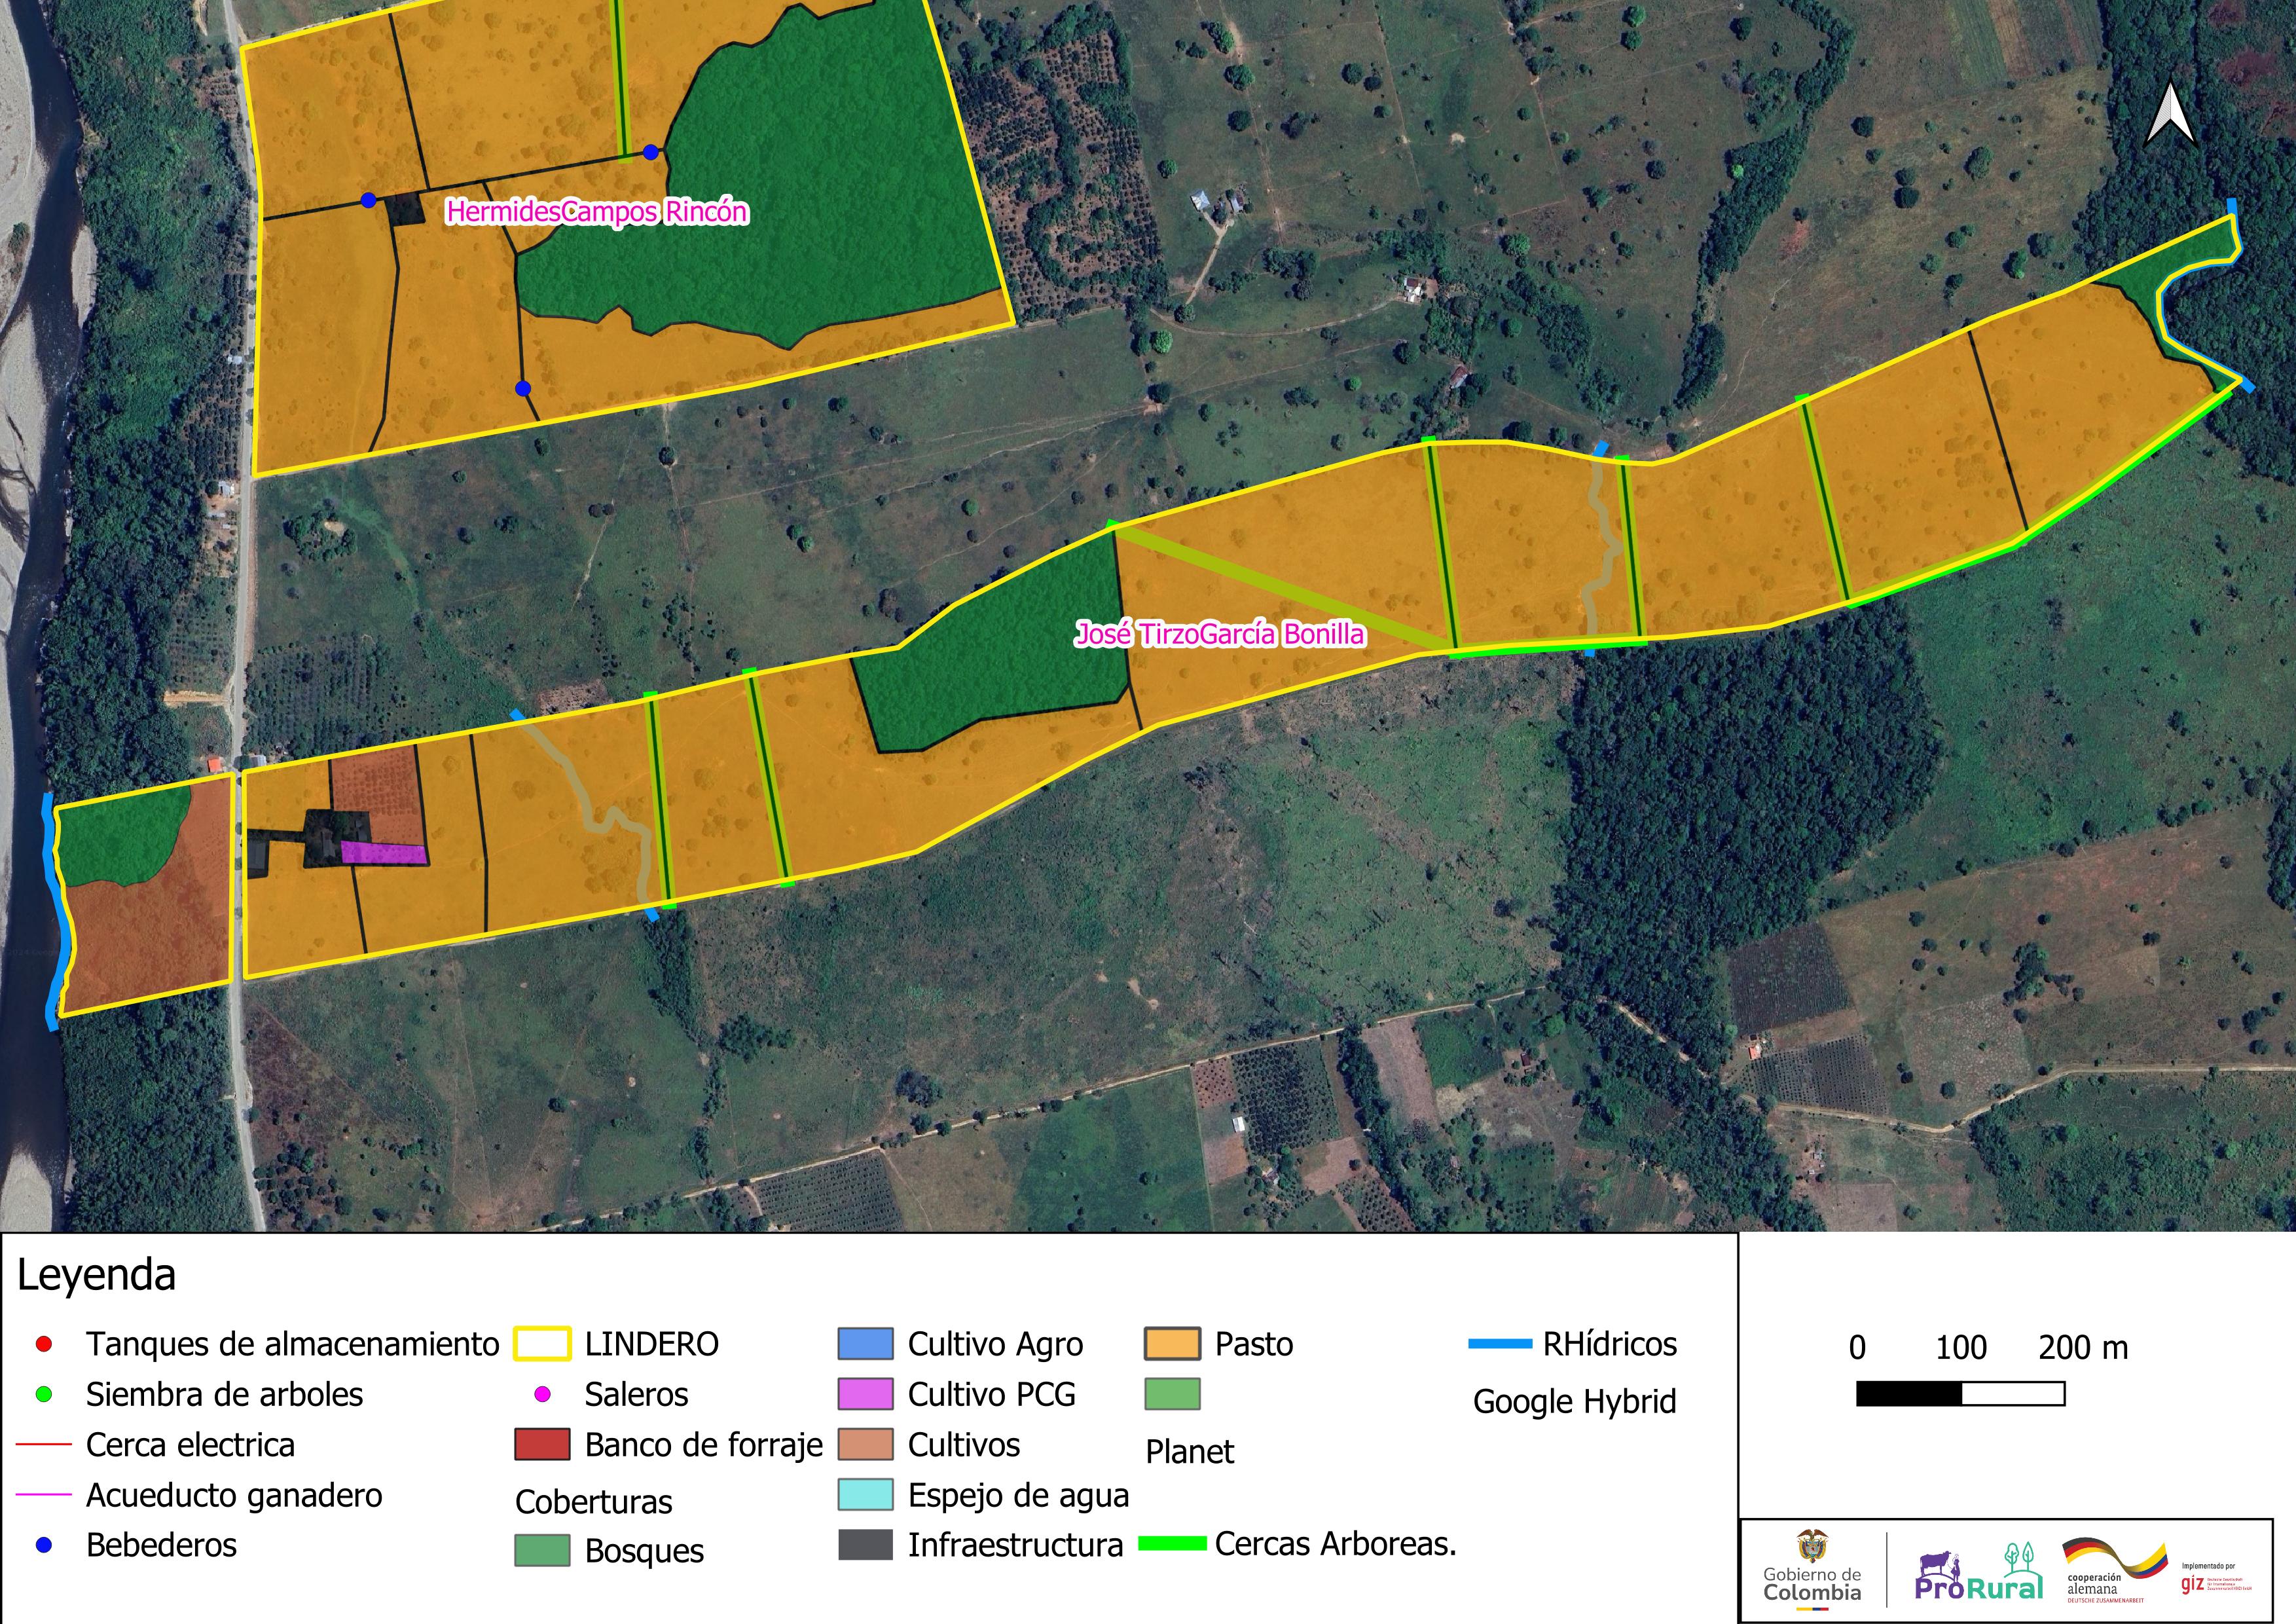 HermidesCampos Rincón
José TirzoGarcía Bonilla
Leyenda
Tanques de almacenamiento
Siembra de arboles
Cerca electrica
Acueducto ganadero
Bebederos
LINDERO
Saleros
Banco de forraje
Coberturas
Bosques
Cultivo Agro
Cultivo PCG
Cultivos
Espejo de agua
Infraestructura
Pasto
Planet
Cercas Arboreas.
RHídricos
Google Hybrid
0 100 200 m
Gobierno de
Colombia
ProRural
cooperación
alemana
DEUTSCHE ZUSAMMENARBEIT
Implementado por
giz